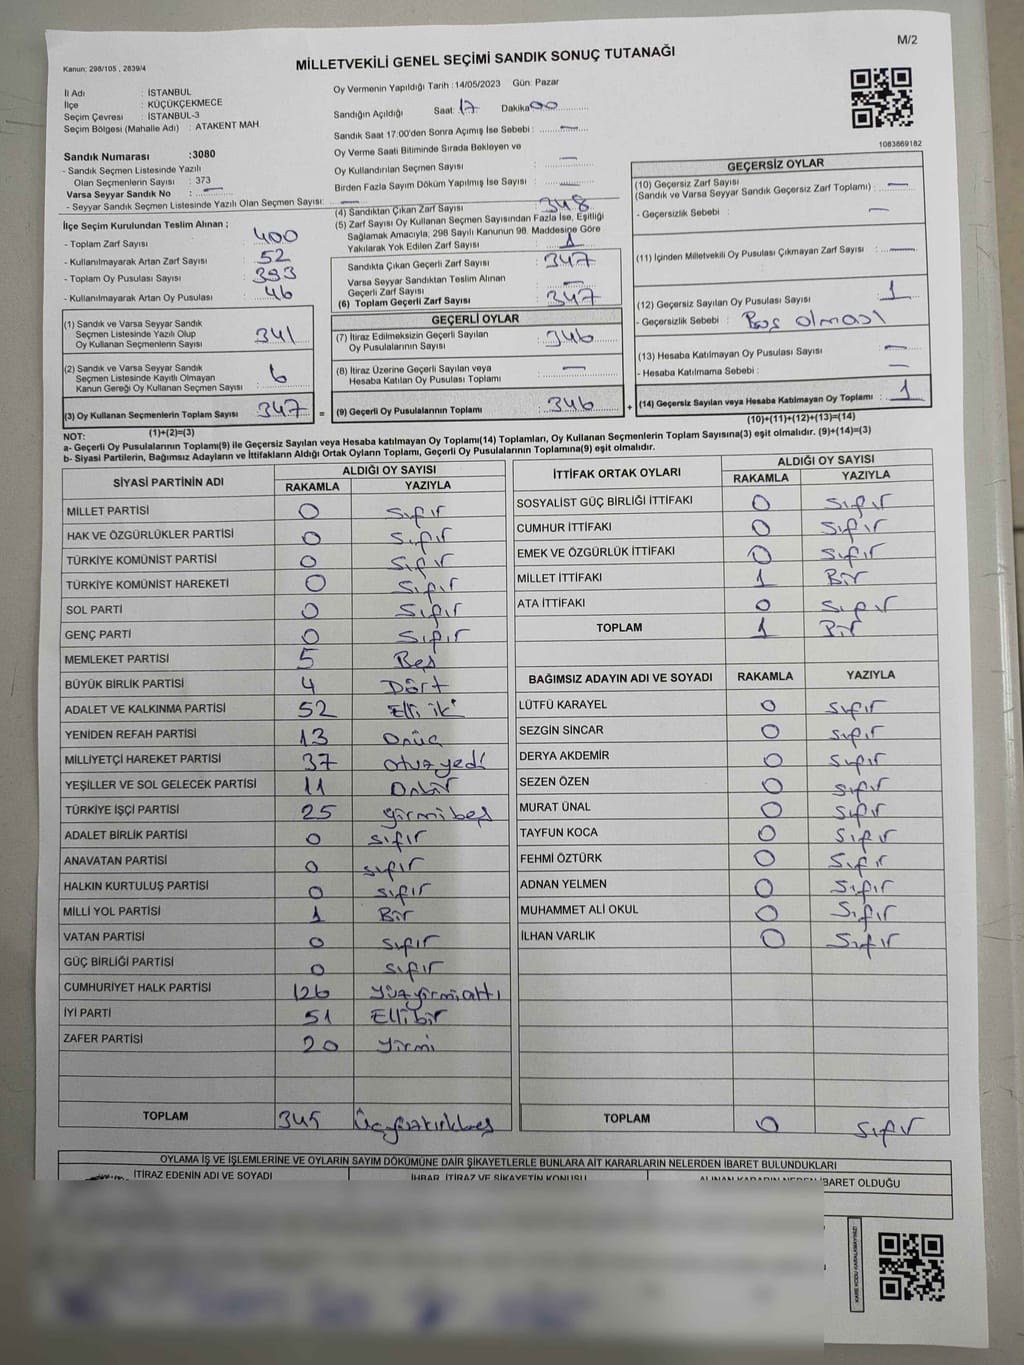 M/2
MİLLETVEKİLİ GENEL SEÇİMİ SANDIK SONUÇ TUTANAĞI
Kanun: 298/105 , 2839/4
İl Adı : İSTANBUL
İlçe : KÜÇÜKÇEKMECE
Seçim Çevresi : İSTANBUL-3
Seçim Bölgesi (Mahalle Adı) : ATAKENT MAH.
Oy Vermenin Yapıldığı Tarih :14/05/2023 Gün: Pazar
Sandığın Açıldığı Saat: 17 Dakika 00
Sandık Saat 17:00'den Sonra Açımış İse Sebebi : —
Oy Verme Saati Bitiminde Sırada Bekleyen ve
Oy Kullandırılan Seçmen Sayısı : —
Birden Fazla Sayım Döküm Yapılmış İse Sayısı : —
1083869182
Sandık Numarası :3080
- Sandık Seçmen Listesinde Yazılı
Olan Seçmenlerin Sayısı : 373
Varsa Seyyar Sandık No : —
- Seyyar Sandık Seçmen Listesinde Yazılı Olan Seçmen Sayısı: —
İlçe Seçim Kurulundan Teslim Alınan ;
- Toplam Zarf Sayısı : 400
- Kullanılmayarak Artan Zarf Sayısı : 52
- Toplam Oy Pusulası Sayısı : 393
- Kullanılmayarak Artan Oy Pusulası : 46
(4) Sandıktan Çıkan Zarf Sayısı : 348
(5) Zarf Sayısı Oy Kullanan Seçmen Sayısından Fazla İse, Eşitliği
Sağlamak Amacıyla, 298 Sayılı Kanunun 98. Maddesine Göre
Yakılarak Yok Edilen Zarf Sayısı : 1
Sandıkta Çıkan Geçerli Zarf Sayısı : 347
Varsa Seyyar Sandıktan Teslim Alınan
Geçerli Zarf Sayısı : —
(6) Toplam Geçerli Zarf Sayısı : 347
GEÇERSİZ OYLAR
(10) Geçersiz Zarf Sayısı
(Sandık ve Varsa Seyyar Sandık Geçersiz Zarf Toplamı) : —
- Geçersizlik Sebebi : —
(11) İçinden Milletvekili Oy Pusulası Çıkmayan Zarf Sayısı : —
(12) Geçersiz Sayılan Oy Pusulası Sayısı : 1
- Geçersizlik Sebebi : Boş olması
(13) Hesaba Katılmayan Oy Pusulası Sayısı : —
- Hesaba Katılmama Sebebi : —
(14) Geçersiz Sayılan veya Hesaba Katılmayan Oy Toplamı : 1
(10)+(11)+(12)+(13)=(14)
(1) Sandık ve Varsa Seyyar Sandık
Seçmen Listesinde Yazılı Olup
Oy Kullanan Seçmenlerin Sayısı : 341
(2) Sandık ve Varsa Seyyar Sandık
Seçmen Listesinde Kayıtlı Olmayan
Kanun Gereği Oy Kullanan Seçmen Sayısı : 6
(3) Oy Kullanan Seçmenlerin Toplam Sayısı : 347 =
(1)+(2)=(3)
GEÇERLİ OYLAR
(7) İtiraz Edilmeksizin Geçerli Sayılan
Oy Pusulalarının Sayısı : 346
(8) İtiraz Üzerine Geçerli Sayılan veya
Hesaba Katılan Oy Pusulası Toplamı : —
(9) Geçerli Oy Pusulalarının Toplamı : 346 +
NOT:
a- Geçerli Oy Pusulalarının Toplamı(9) ile Geçersiz Sayılan veya Hesaba katılmayan Oy Toplamı(14) Toplamları, Oy Kullanan Seçmenlerin Toplam Sayısına(3) eşit olmalıdır. (9)+(14)=(3)
b- Siyasi Partilerin, Bağımsız Adayların ve İttifakların Aldığı Ortak Oyların Toplamı, Geçerli Oy Pusulalarının Toplamına(9) eşit olmalıdır.
SİYASİ PARTİNİN ADI ALDIĞI OY SAYISI
RAKAMLA YAZIYLA
MİLLET PARTİSİ 0 Sıfır
HAK VE ÖZGÜRLÜKLER PARTİSİ 0 Sıfır
TÜRKİYE KOMÜNİST PARTİSİ 0 Sıfır
TÜRKİYE KOMÜNİST HAREKETİ 0 Sıfır
SOL PARTİ 0 Sıfır
GENÇ PARTİ 0 Sıfır
MEMLEKET PARTİSİ 5 Beş
BÜYÜK BİRLİK PARTİSİ 4 Dört
ADALET VE KALKINMA PARTİSİ 52 Elli iki
YENİDEN REFAH PARTİSİ 13 Onüç
MİLLİYETÇİ HAREKET PARTİSİ 37 otuzyedi
YEŞİLLER VE SOL GELECEK PARTİSİ 11 Onbir
TÜRKİYE İŞÇİ PARTİSİ 25 yirmibeş
ADALET BİRLİK PARTİSİ 0 sıfır
ANAVATAN PARTİSİ 0 sıfır
HALKIN KURTULUŞ PARTİSİ 0 sıfır
MİLLİ YOL PARTİSİ 1 Bir
VATAN PARTİSİ 0 sıfır
GÜÇ BİRLİĞİ PARTİSİ 0 sıfır
CUMHURİYET HALK PARTİSİ 126 yüzyirmialtı
İYİ PARTİ 51 Ellibir
ZAFER PARTİSİ 20 yirmi
TOPLAM 345 Üçyüzkırkbeş
İTTİFAK ORTAK OYLARI ALDIĞI OY SAYISI
RAKAMLA YAZIYLA
SOSYALİST GÜÇ BİRLİĞİ İTTİFAKI 0 Sıfır
CUMHUR İTTİFAKI 0 Sıfır
EMEK VE ÖZGÜRLÜK İTTİFAKI 0 Sıfır
MİLLET İTTİFAKI 1 Bir
ATA İTTİFAKI 0 Sıfır
TOPLAM 1 Bir
BAĞIMSIZ ADAYIN ADI VE SOYADI RAKAMLA YAZIYLA
LÜTFÜ KARAYEL 0 Sıfır
SEZGİN SİNCAR 0 Sıfır
DERYA AKDEMİR 0 Sıfır
SEZEN ÖZEN 0 Sıfır
MURAT ÜNAL 0 Sıfır
TAYFUN KOCA 0 Sıfır
FEHMİ ÖZTÜRK 0 Sıfır
ADNAN YELMEN 0 Sıfır
MUHAMMET ALİ OKUL 0 Sıfır
İLHAN VARLIK 0 Sıfır
TOPLAM 0 Sıfır
OYLAMA İŞ VE İŞLEMLERİNE VE OYLARIN SAYIM DÖKÜMÜNE DAİR ŞİKAYETLERLE BUNLARA AİT KARARLARIN NELERDEN İBARET BULUNDUKLARI
İTİRAZ EDENİN ADI VE SOYADI İHBAR, İTİRAZ VE ŞİKAYETİN KONUSU ALINAN KARARIN NEDEN İBARET OLDUĞU
KARE KODU KARALAMAYINIZ!